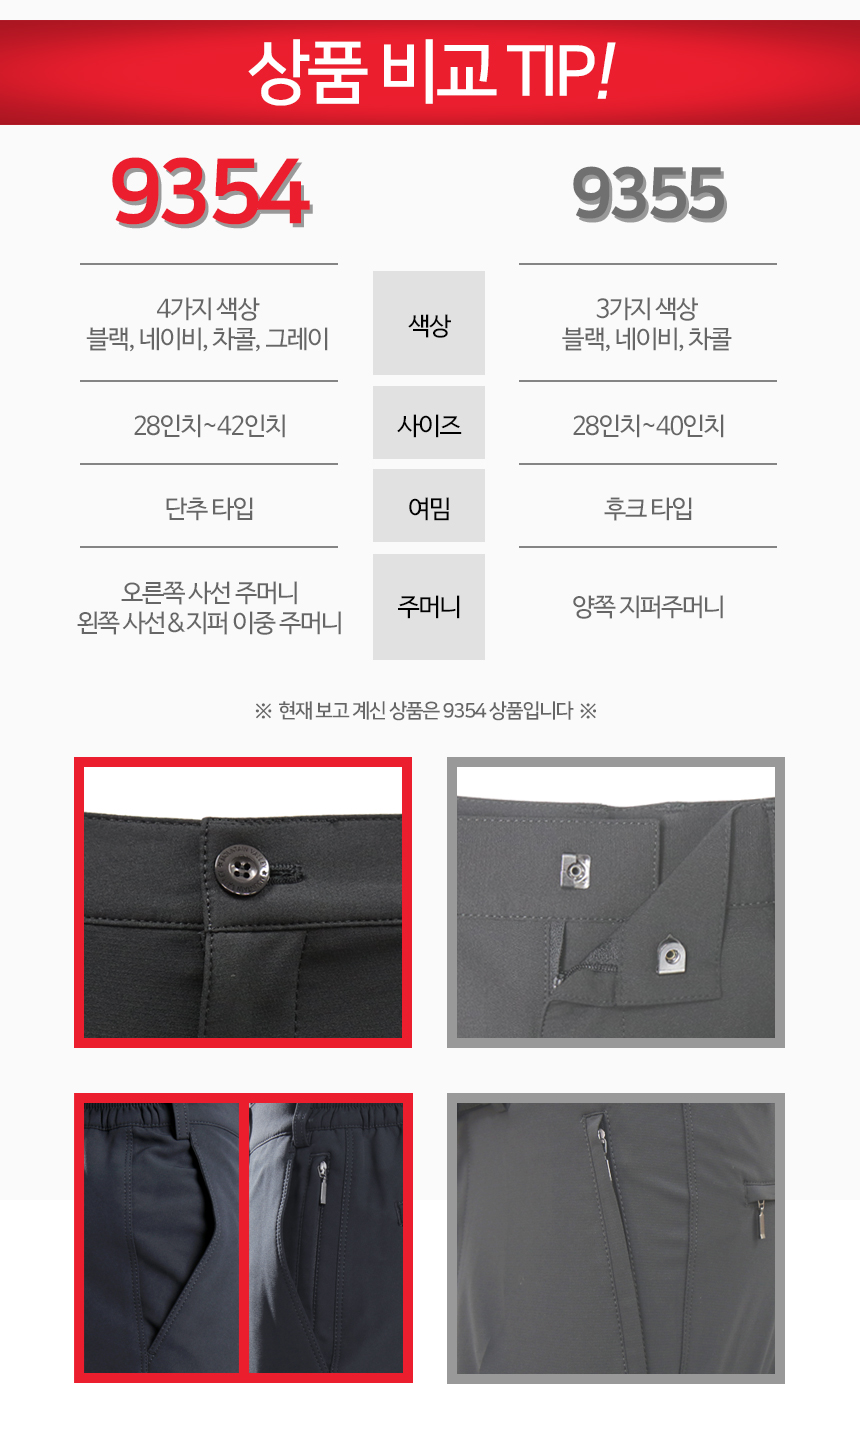 상품 비교 TIP!
9354
9355
4가지 색상
블랙, 네이비, 차콜, 그레이
색상
3가지 색상
블랙, 네이비, 차콜
28인치~42인치
사이즈
28인치~40인치
단추 타입
여밈
후크 타입
오른쪽 사선 주머니
왼쪽 사선&지퍼 이중 주머니
주머니
양쪽 지퍼주머니
※ 현재 보고 계신 상품은 9354 상품입니다 ※